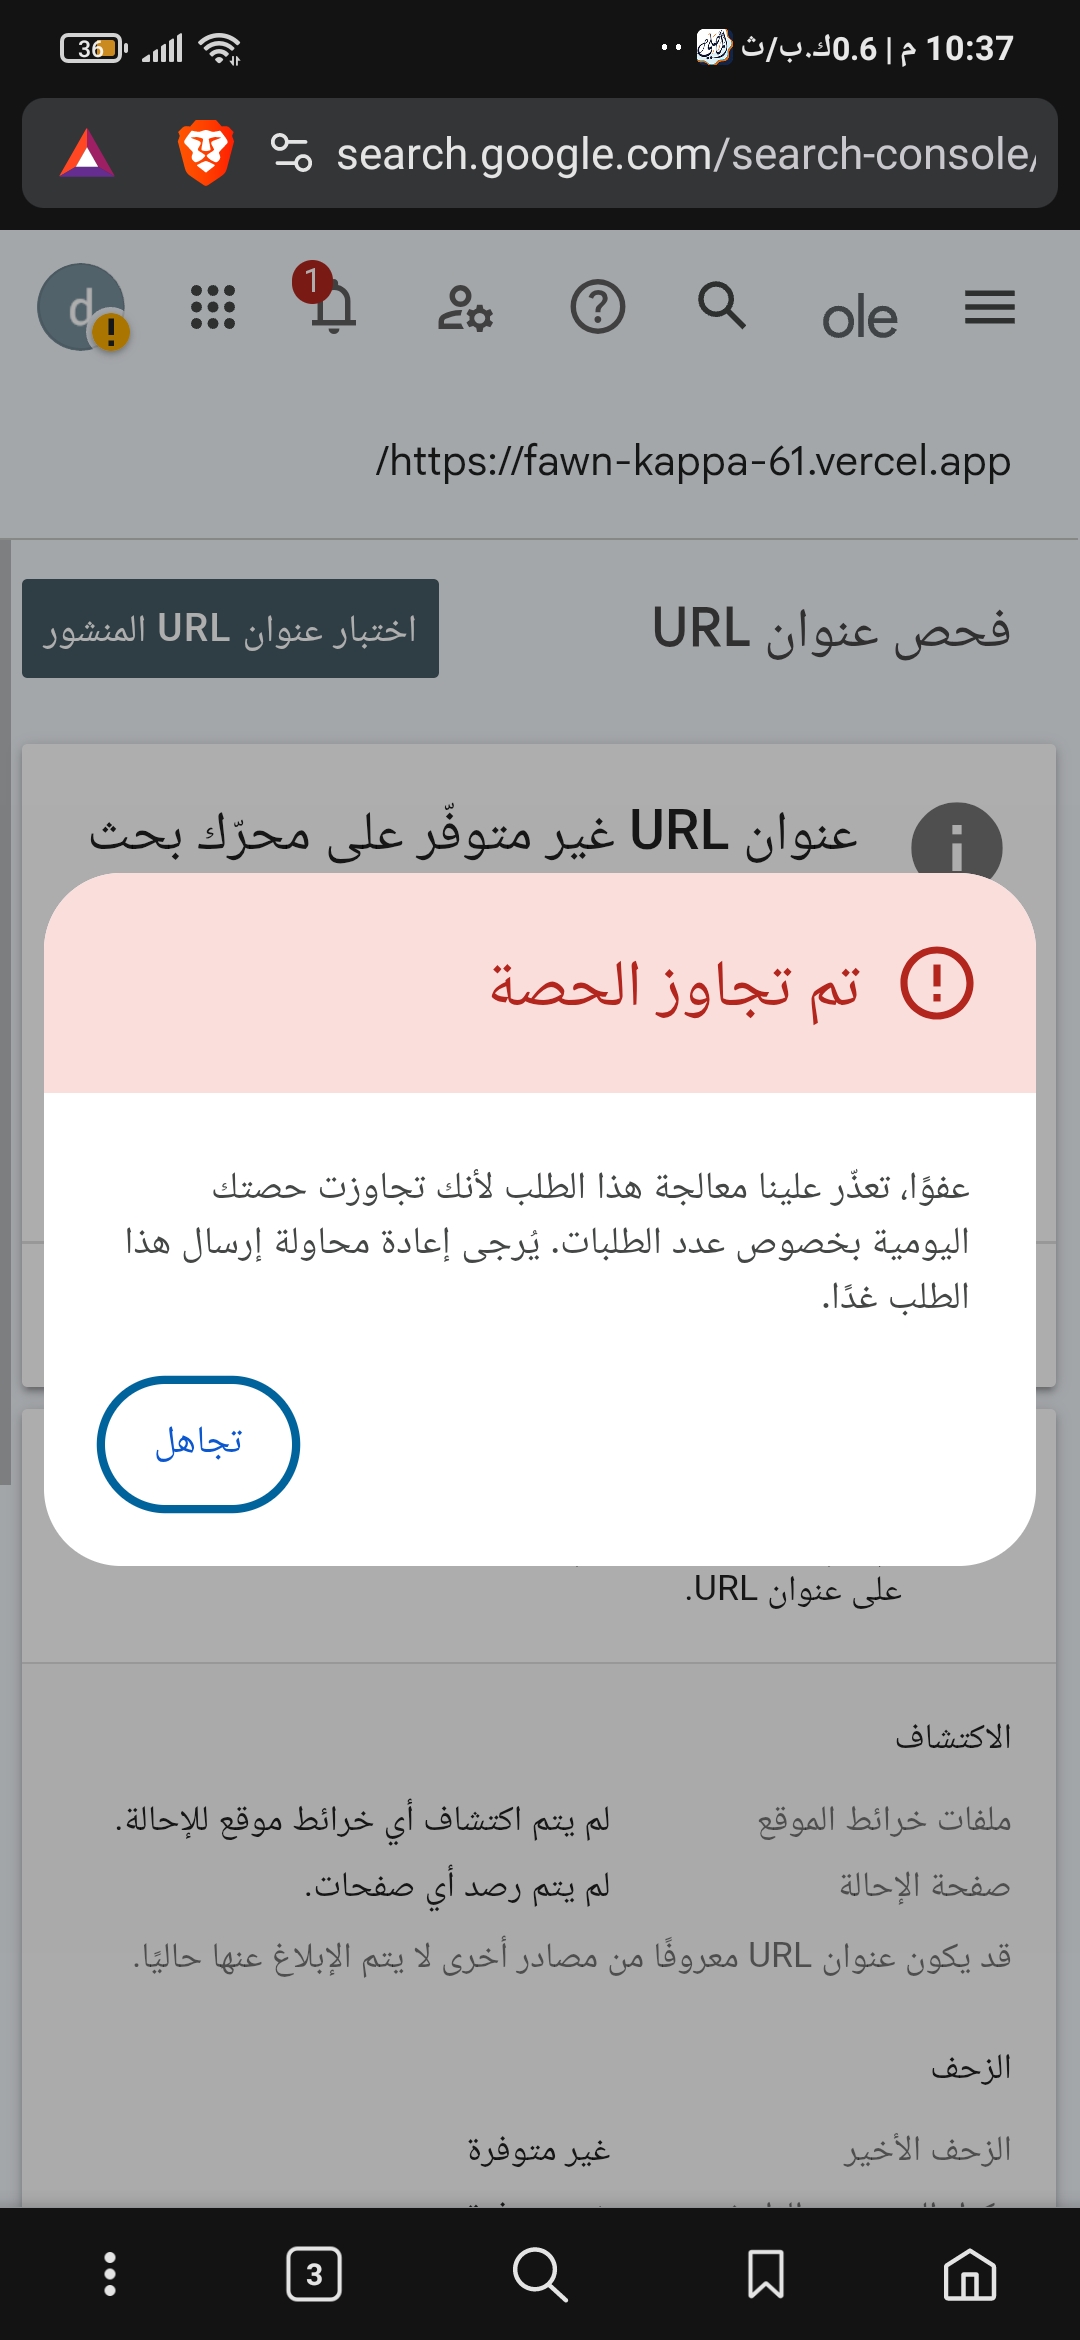 10:37 م | 0.6ك.ب/ث
36
search.google.com/search-console/
d
1
ole
https://fawn-kappa-61.vercel.app/
فحص عنوان URL
اختبار عنوان URL المنشور
عنوان URL غير متوفّر على محرّك بحث
تم تجاوز الحصة
عفوًا، تعذّر علينا معالجة هذا الطلب لأنك تجاوزت حصتك
اليومية بخصوص عدد الطلبات. يُرجى إعادة محاولة إرسال هذا
الطلب غدًا.
تجاهل
على عنوان URL.
الاكتشاف
ملفات خرائط الموقع لم يتم اكتشاف أي خرائط موقع للإحالة.
صفحة الإحالة لم يتم رصد أي صفحات.
قد يكون عنوان URL معروفًا من مصادر أخرى لا يتم الإبلاغ عنها حاليًا.
الزحف
الزحف الأخير غير متوفرة
3